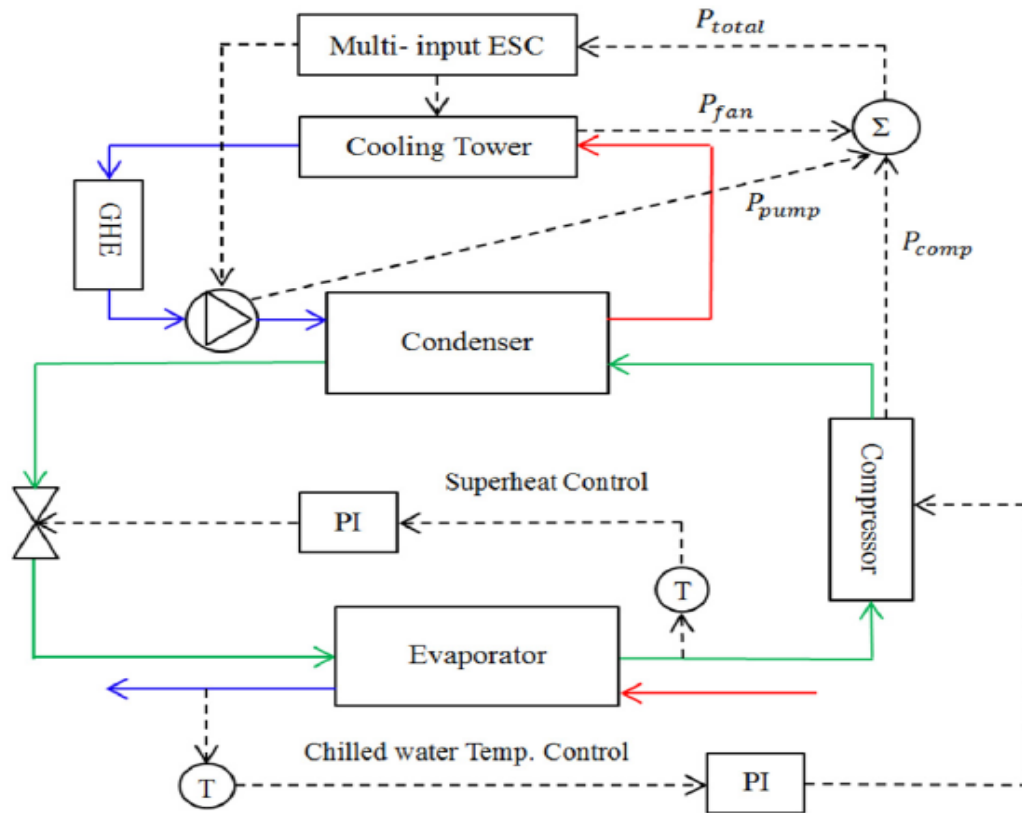 P_total
Multi- input ESC
P_fan
Σ
Cooling Tower
GHE
P_pump
P_comp
Condenser
Compressor
Superheat Control
PI
T
Evaporator
Chilled water Temp. Control
T
PI